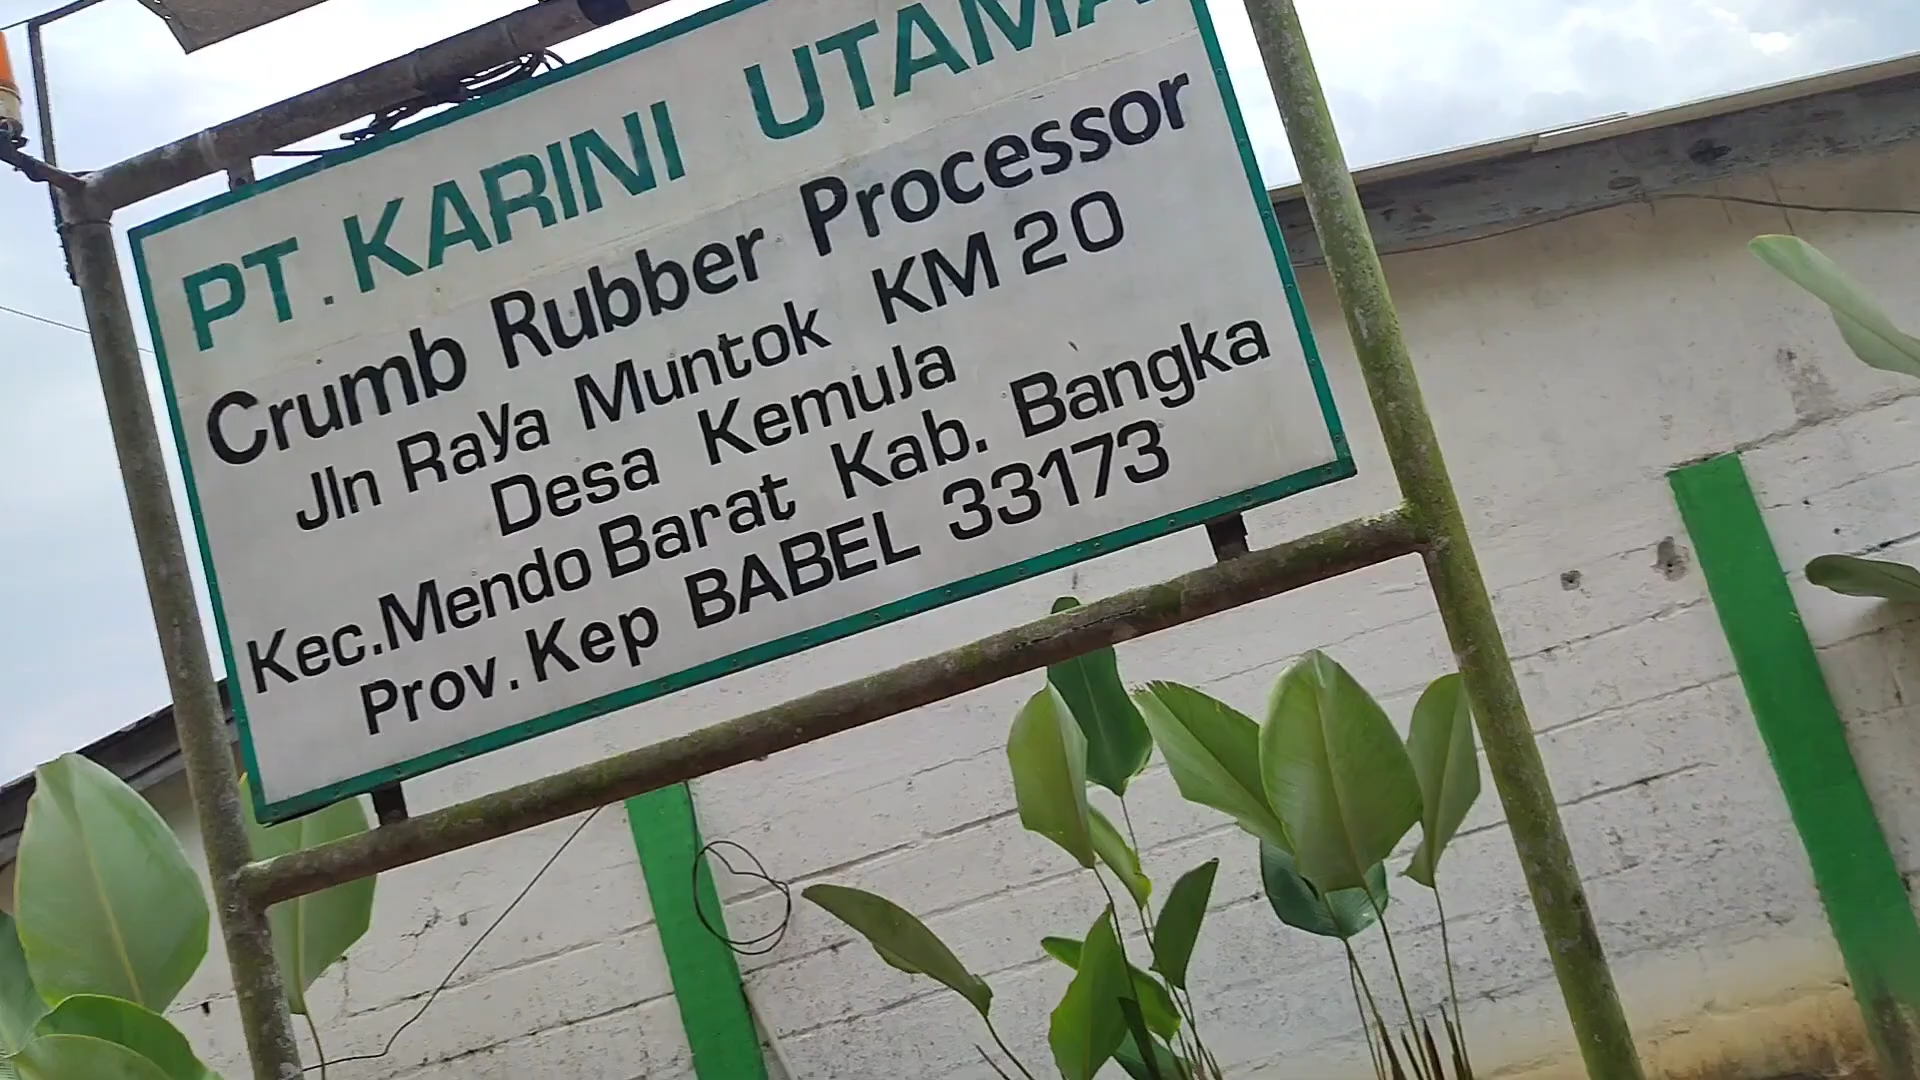 PT. KARINI UTAMA
Crumb Rubber Processor
Jln Raya Muntok KM 20
Desa Kemuja
Kec.Mendo Barat Kab. Bangka
Prov. Kep BABEL 33173